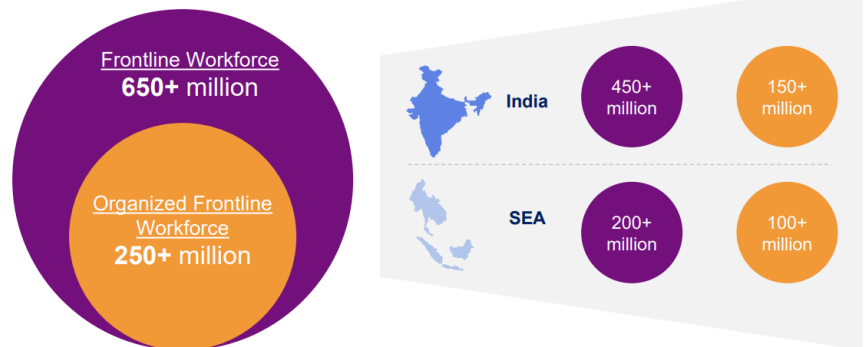 Frontline Workforce
650+ million
Organized Frontline
Workforce
250+ million
India
450+
million
150+
million
SEA
200+
million
100+
million